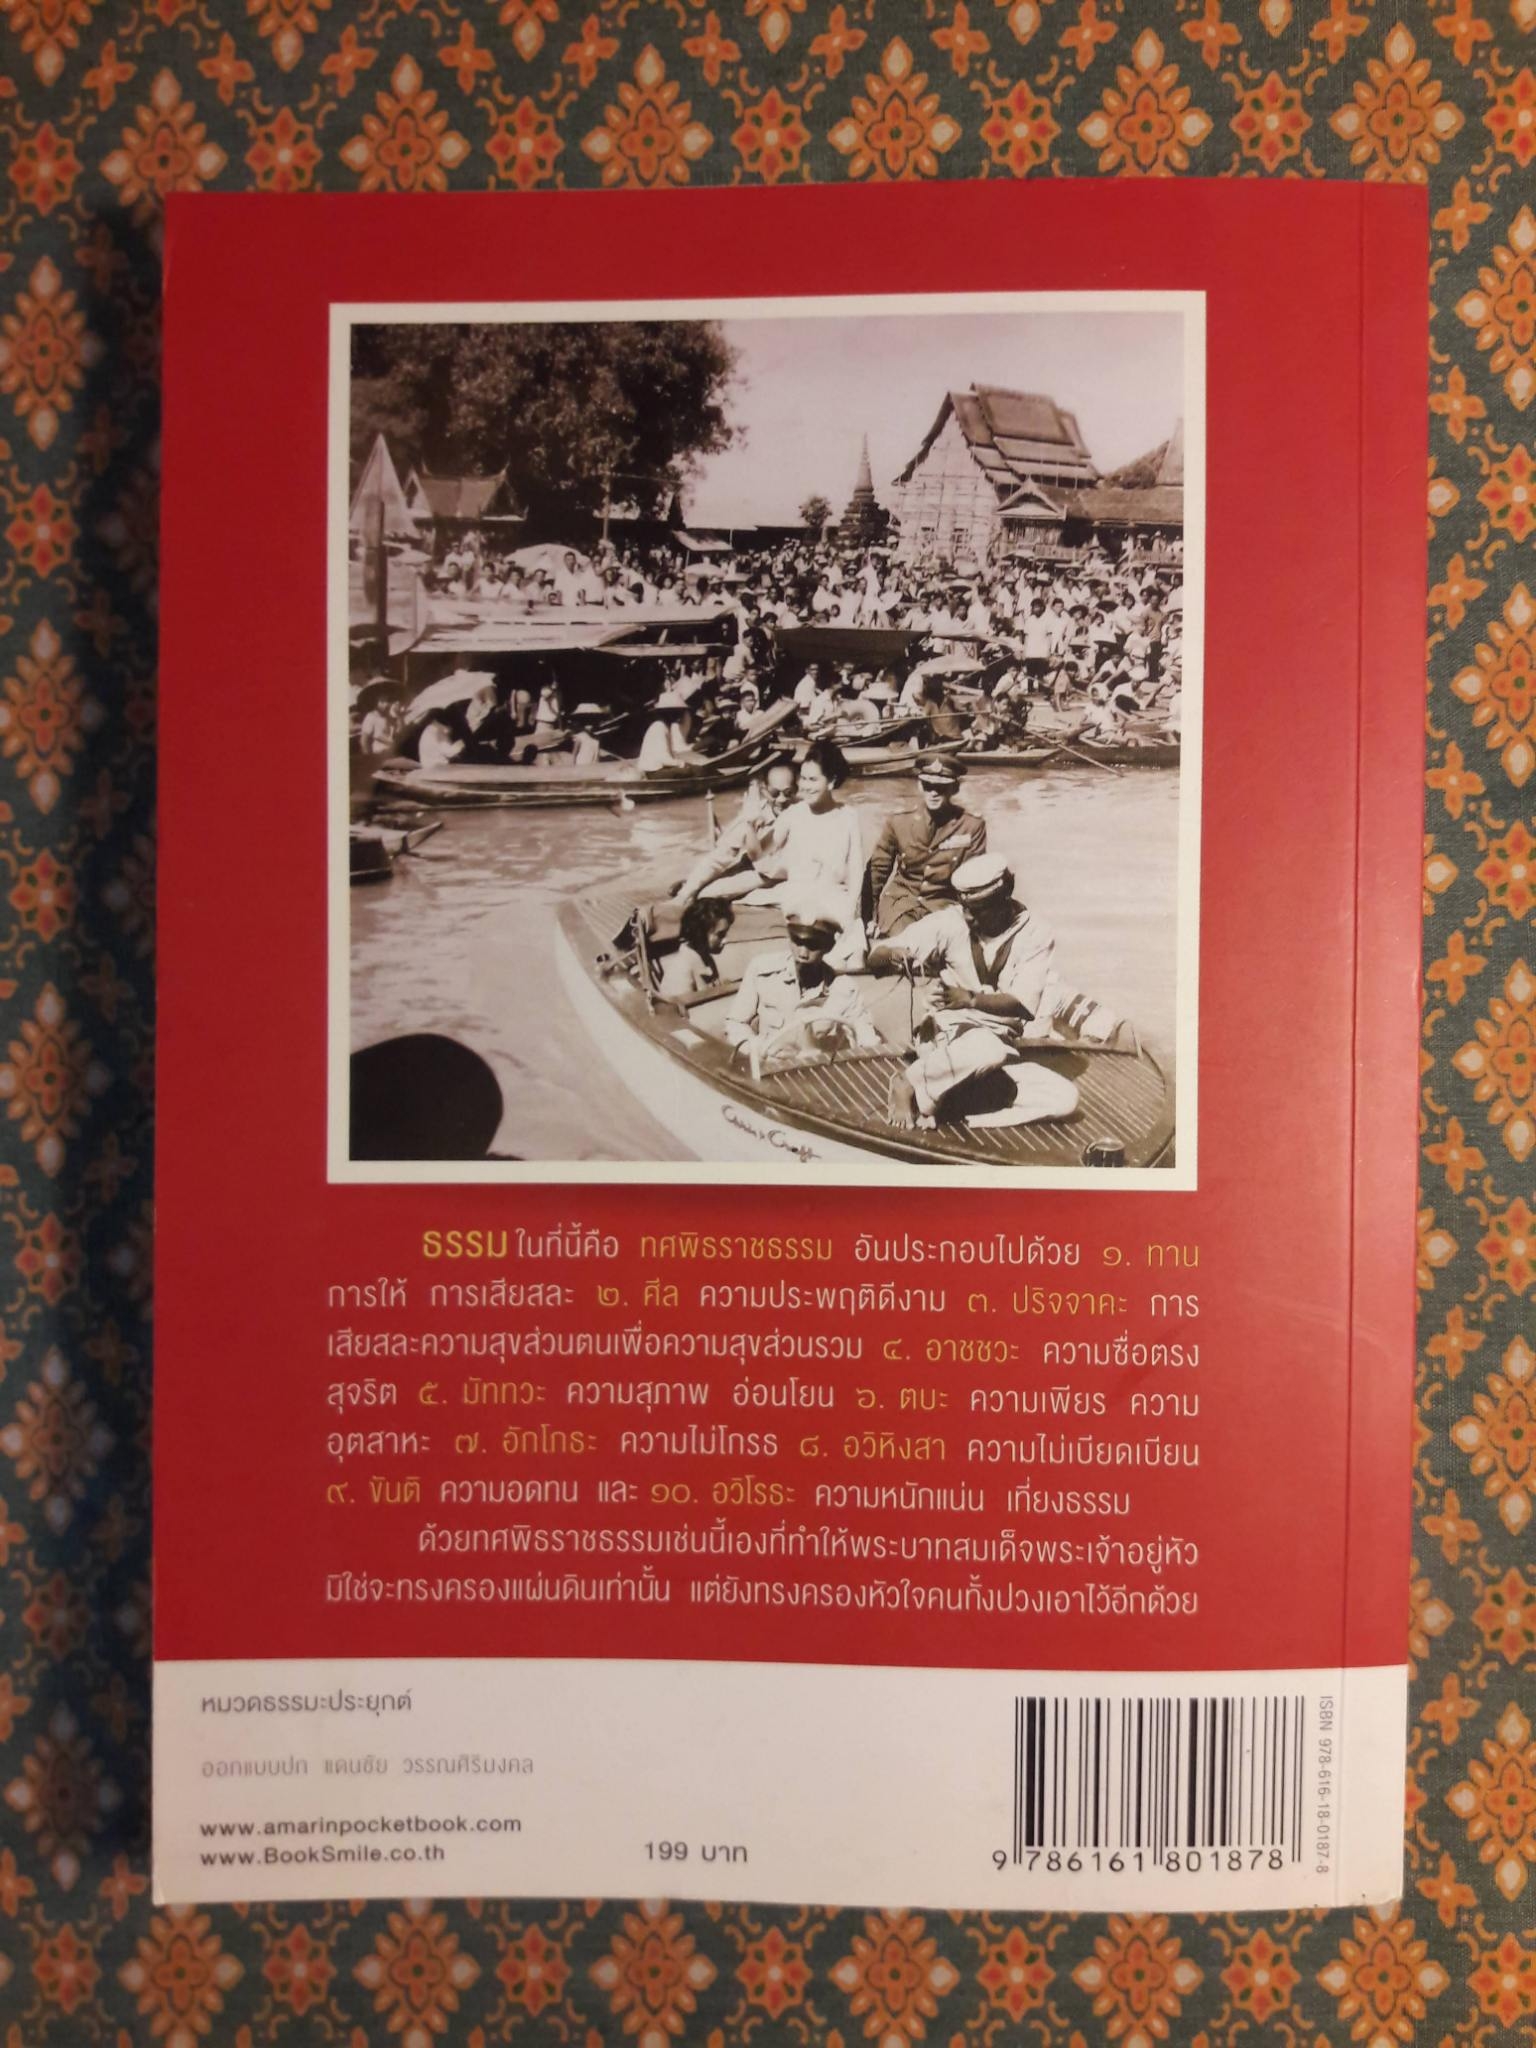 Chris Craft
ธรรม ในที่นี้คือ ทศพิธราชธรรม อันประกอบไปด้วย ๑. ทาน
การให้ การเสียสละ ๒. ศีล ความประพฤติดีงาม ๓. ปริจจาคะ การ
เสียสละความสุขส่วนตนเพื่อความสุขส่วนรวม ๔. อาชชวะ ความซื่อตรง
สุจริต ๕. มัททวะ ความสุภาพ อ่อนโยน ๖. ตบะ ความเพียร ความ
อุตสาหะ ๗. อักโกธะ ความไม่โกรธ ๘. อวิหิงสา ความไม่เบียดเบียน
๙. ขันติ ความอดทน และ ๑๐. อวิโรธะ ความหนักแน่น เที่ยงธรรม
ด้วยทศพิธราชธรรมเช่นนี้เองที่ทำให้พระบาทสมเด็จพระเจ้าอยู่หัว
มิใช่จะทรงครองแผ่นดินเท่านั้น แต่ยังทรงครองหัวใจคนทั้งปวงเอาไว้อีกด้วย
หมวดธรรมะประยุกต์
ออกแบบปก แดนชัย วรรณศิริมงคล
www.amarinpocketbook.com
www.BookSmile.co.th
199 บาท
9 786161 801878
ISBN 978-616-18-0187-8